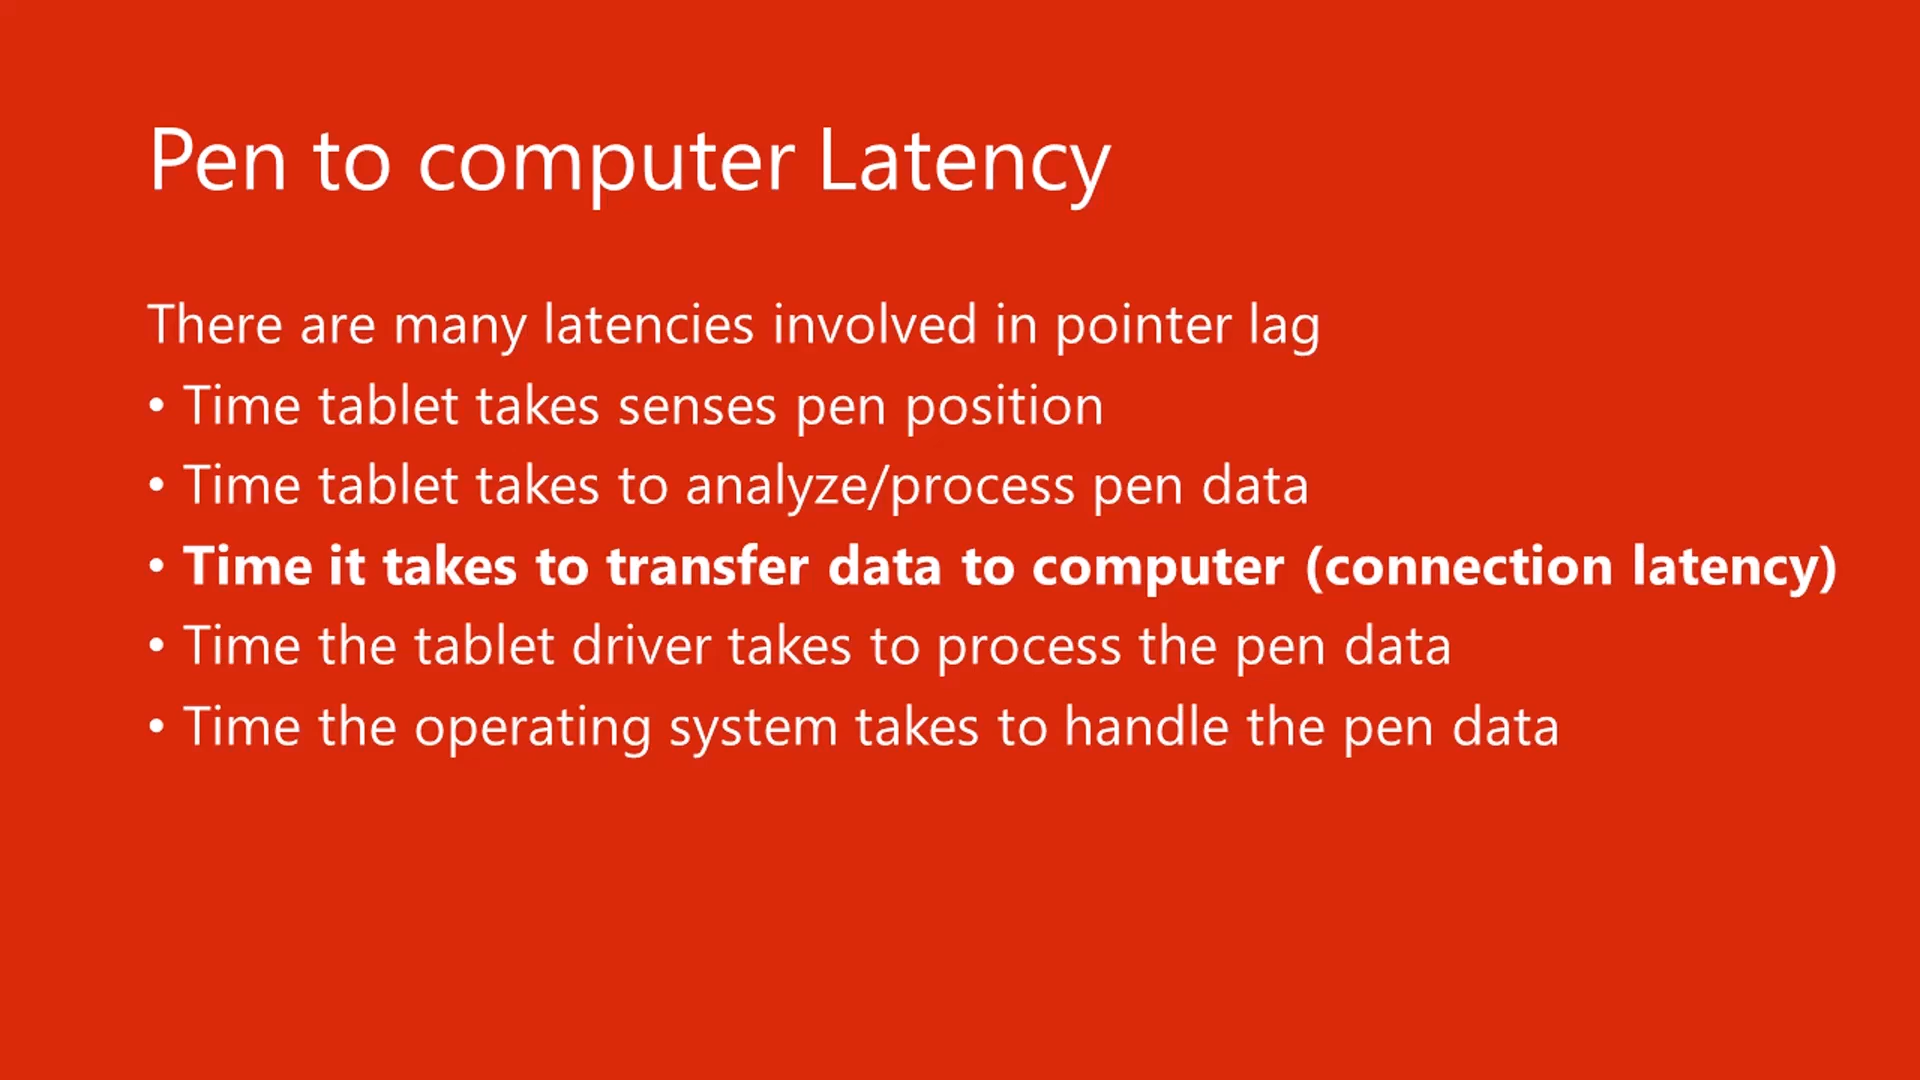 Pen to computer Latency
There are many latencies involved in pointer lag
• Time tablet takes senses pen position
• Time tablet takes to analyze/process pen data
• Time it takes to transfer data to computer (connection latency)
• Time the tablet driver takes to process the pen data
• Time the operating system takes to handle the pen data